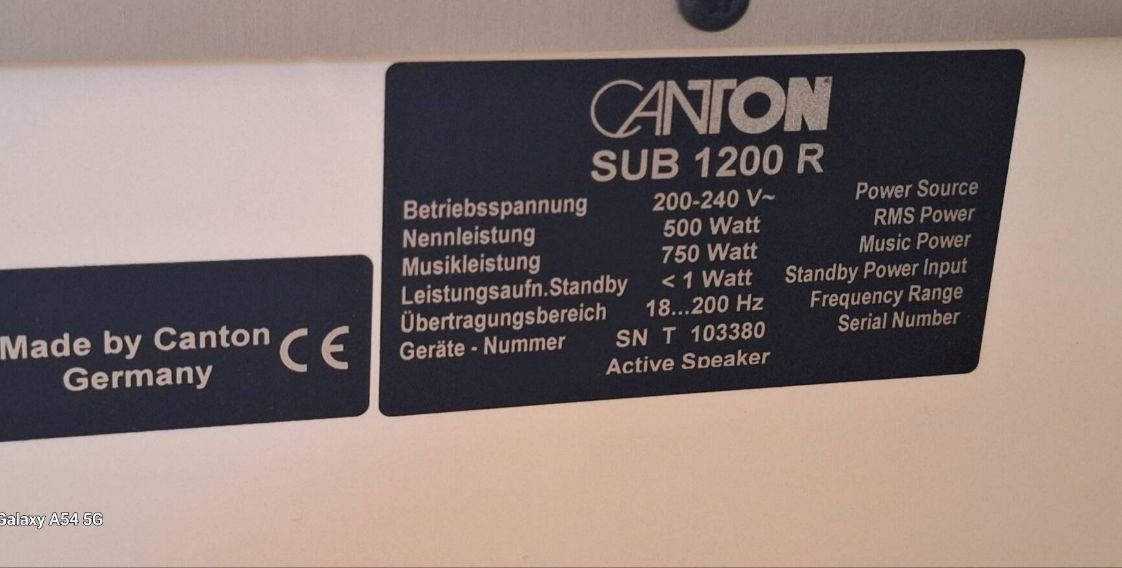 CANTON
SUB 1200 R
Betriebsspannung 200-240 V~ Power Source
Nennleistung 500 Watt RMS Power
Musikleistung 750 Watt Music Power
Leistungsaufn.Standby < 1 Watt Standby Power Input
Übertragungsbereich 18...200 Hz Frequency Range
Geräte - Nummer SN T 103380 Serial Number
Active Speaker
Made by Canton
Germany
CE
Galaxy A54 5G